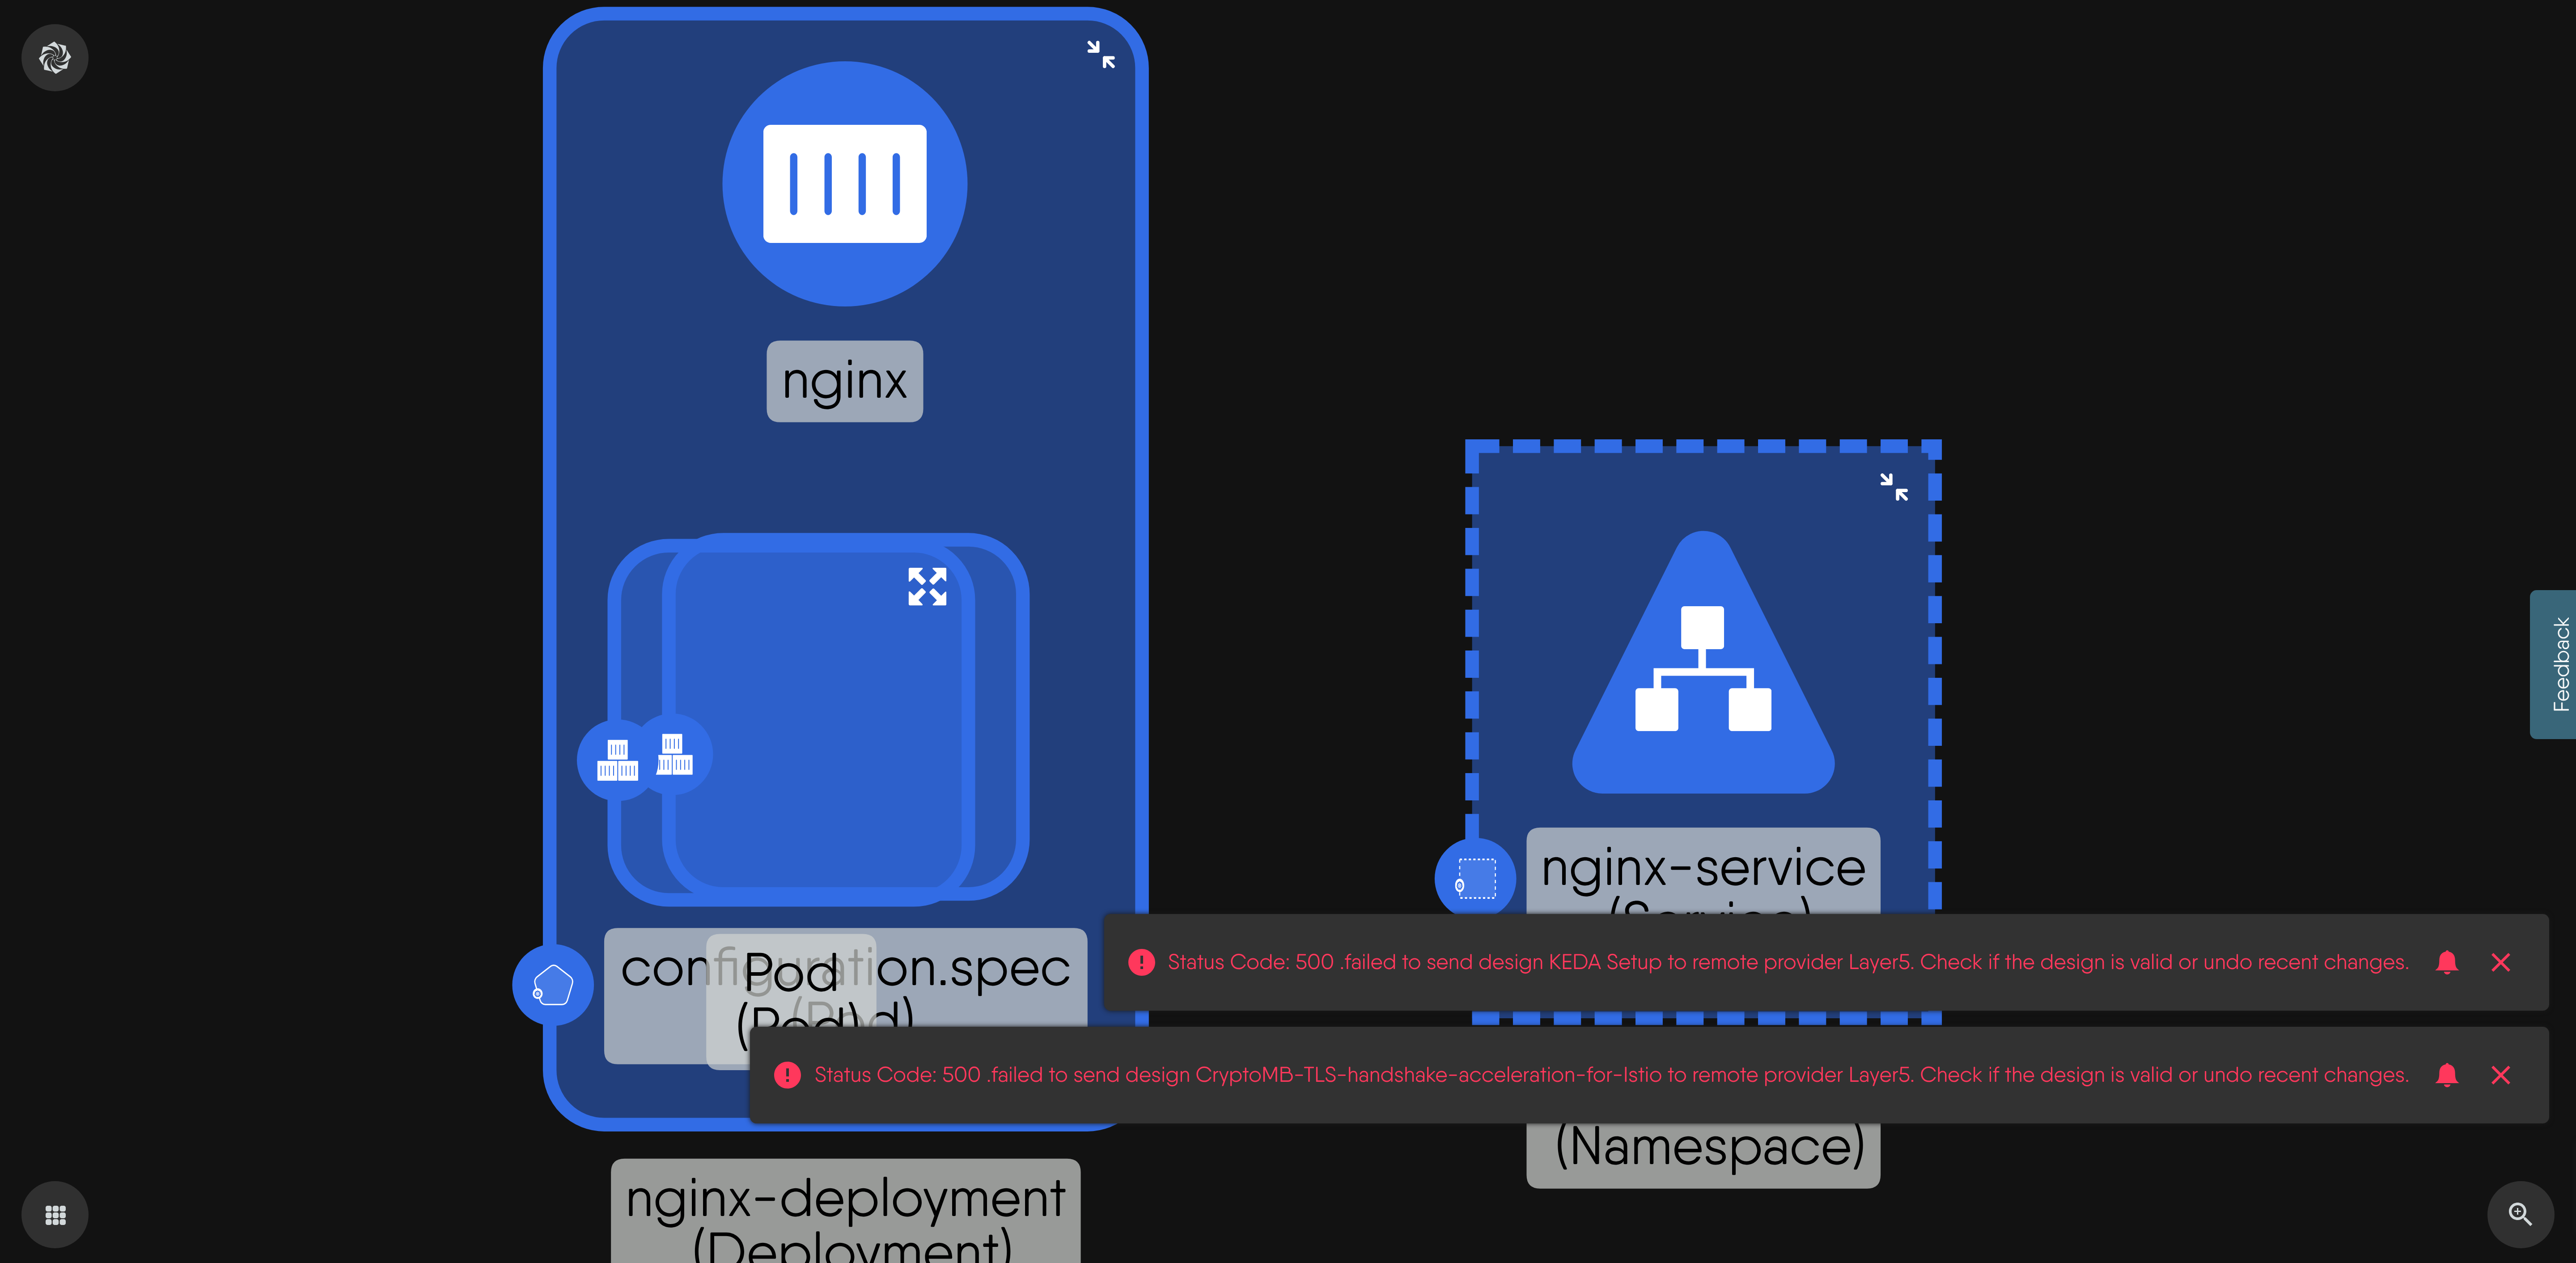 nginx
Feedback
nginx-service
(Service)
configuration.spec
Pod
(Pod)
Status Code: 500 .failed to send design KEDA Setup to remote provider Layer5. Check if the design is valid or undo recent changes.
Status Code: 500 .failed to send design CryptoMB-TLS-handshake-acceleration-for-Istio to remote provider Layer5. Check if the design is valid or undo recent changes.
(Namespace)
nginx-deployment
(Deployment)